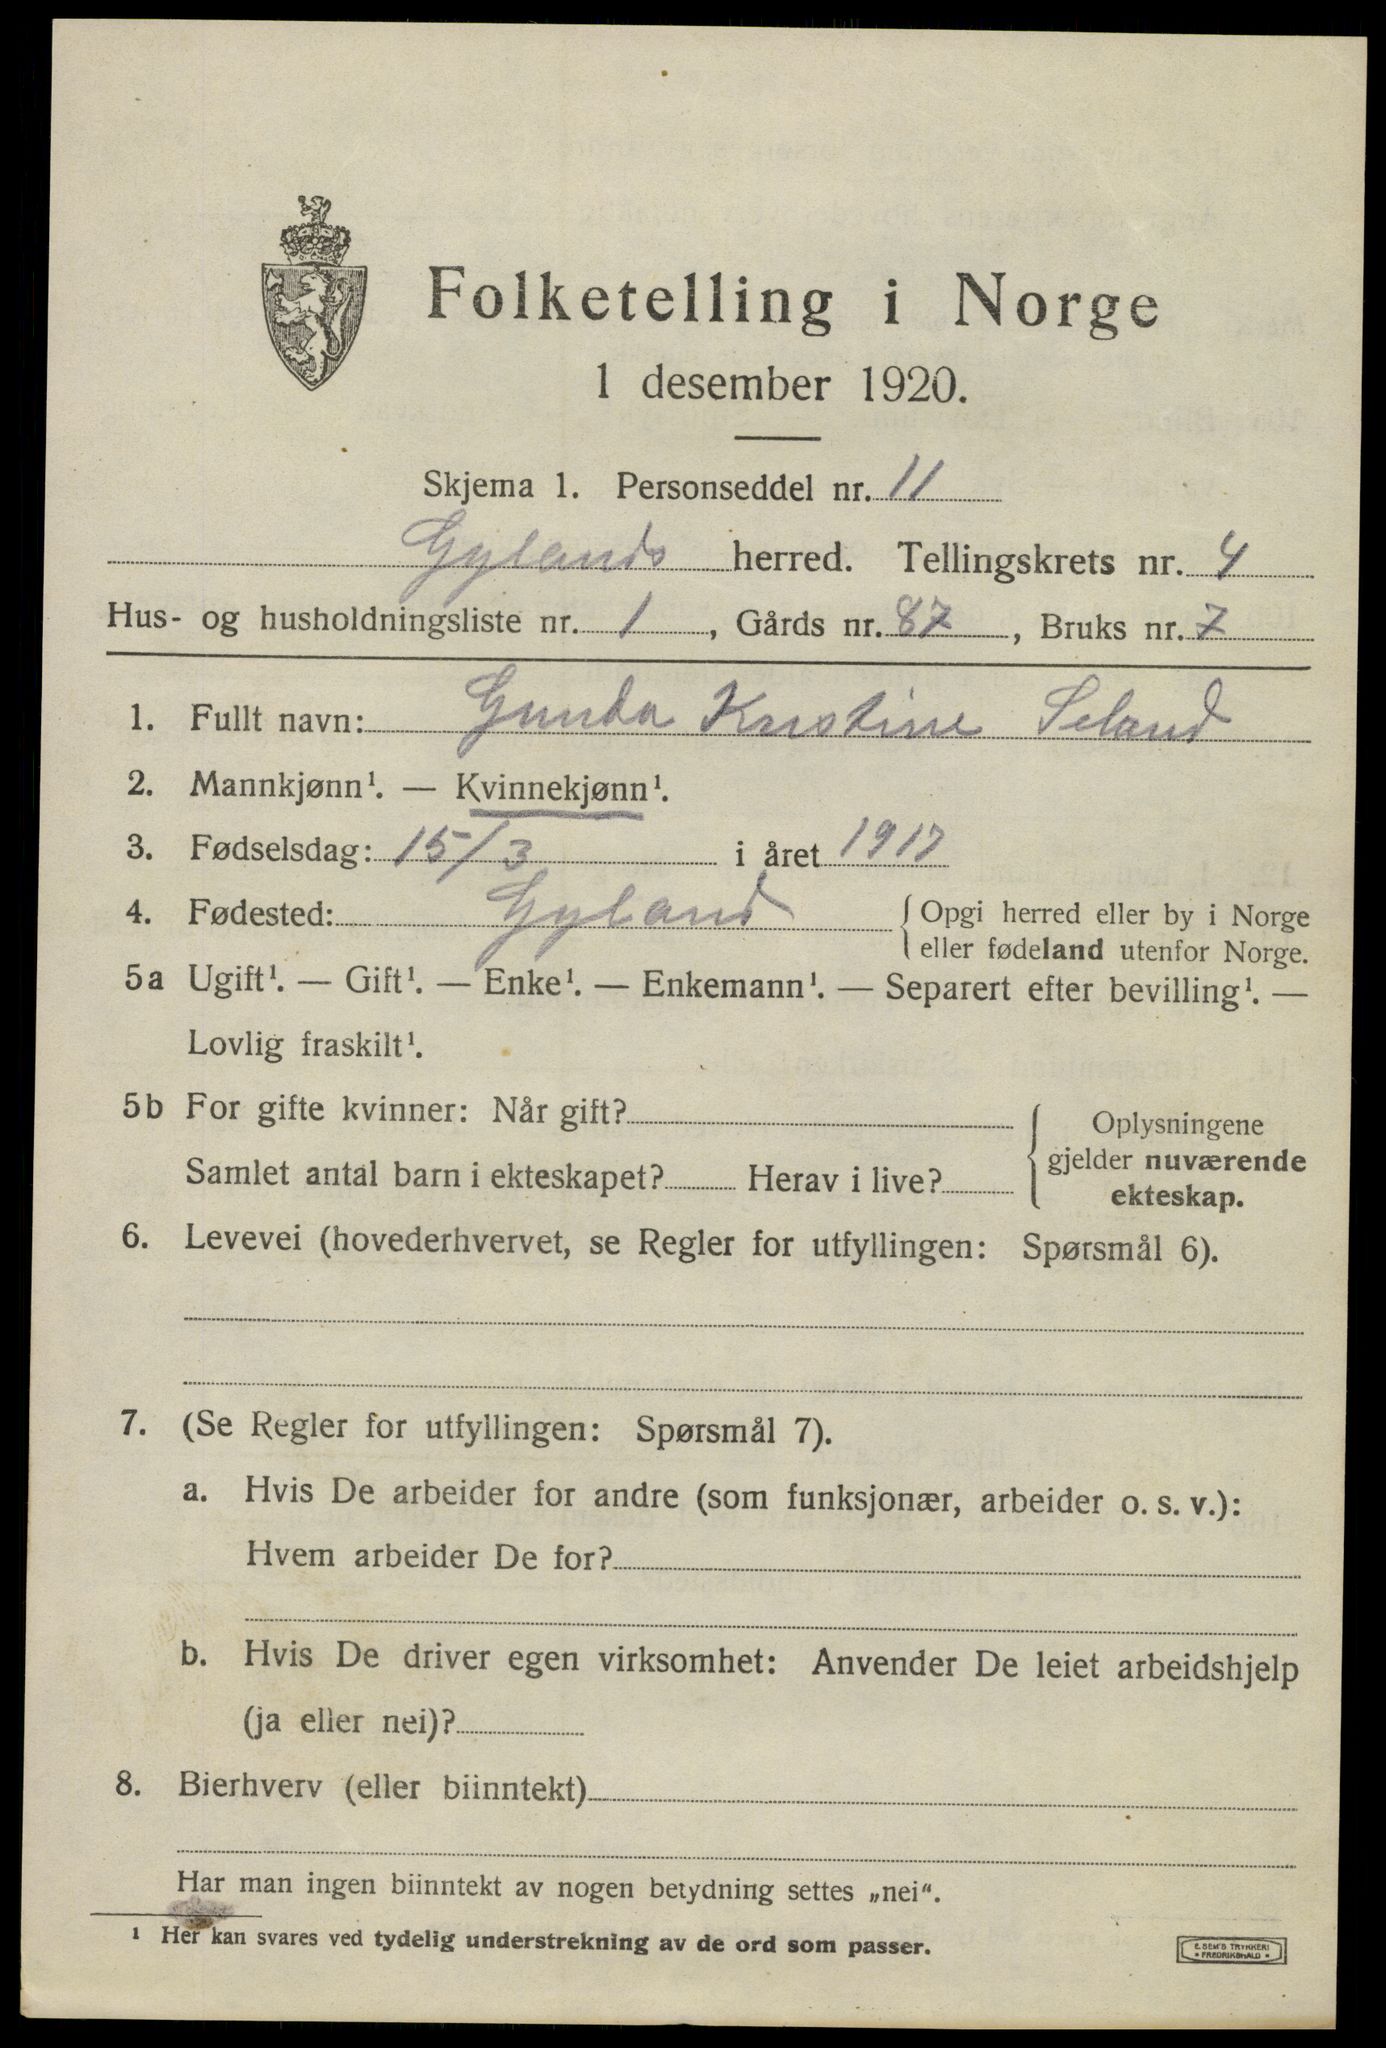 Folketelling i Norge
1 desember 1920.
Skjema 1. Personseddel nr. 11
Gylands herred. Tellingskrets nr. 4
Hus- og husholdningsliste nr. 1, Gårds nr. 87, Bruks nr. 7
1. Fullt navn: Gunda Kristine Seland
2. Mannkjønn¹. — Kvinnekjønn¹.
3. Fødselsdag: 15/3 i året 1917
4. Fødested: Gyland {Opgi herred eller by i Norge
eller fødeland utenfor Norge.
5a Ugift¹. — Gift¹. — Enke¹. — Enkemann¹. — Separert efter bevilling¹. —
Lovlig fraskilt¹.
5b For gifte kvinner: Når gift?
Samlet antal barn i ekteskapet? Herav i live?
Oplysningene
gjelder nuværende
ekteskap.
6. Levevei (hovederhvervet, se Regler for utfyllingen: Spørsmål 6).
7. (Se Regler for utfyllingen: Spørsmål 7).
a. Hvis De arbeider for andre (som funksjonær, arbeider o. s. v.):
Hvem arbeider De for?
b. Hvis De driver egen virksomhet: Anvender De leiet arbeidshjelp
(ja eller nei)?
8. Bierhverv (eller biinntekt)
Har man ingen biinntekt av nogen betydning settes „nei“.
¹ Her kan svares ved tydelig understrekning av de ord som passer.
E. SEM'S TRYKKERI
• FREDRIKSHALD •